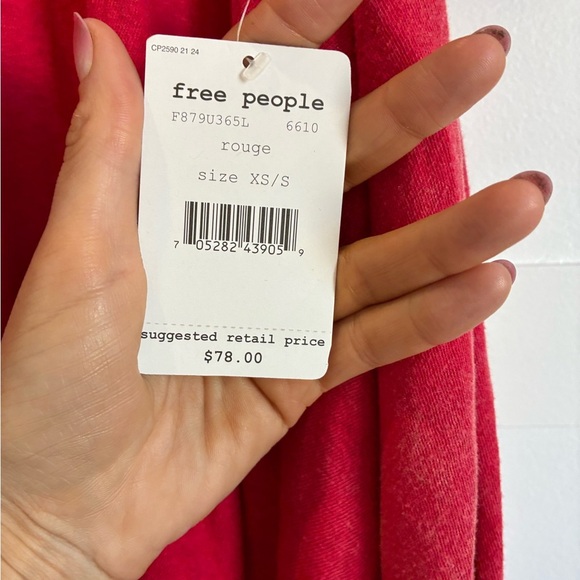 CP2590 21 24
free people
F879U365L 6610
rouge
size XS/S
7 05282 43905 9
suggested retail price
$78.00